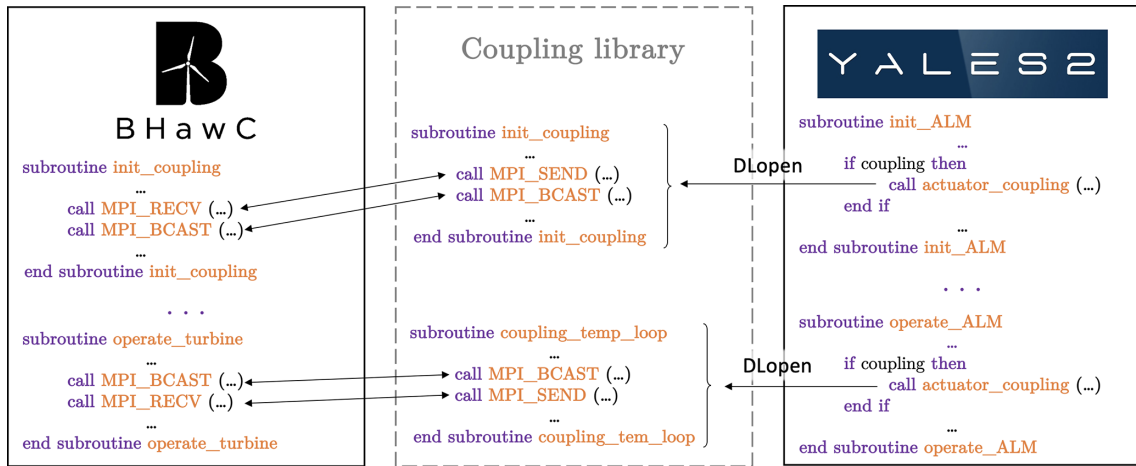 BHawC
subroutine init_coupling
...
call MPI_RECV (...)
call MPI_BCAST (...)
...
end subroutine init_coupling
. . .
subroutine operate_turbine
...
call MPI_BCAST (...)
call MPI_RECV (...)
...
end subroutine operate_turbine
Coupling library
subroutine init_coupling
...
call MPI_SEND (...)
call MPI_BCAST (...)
...
end subroutine init_coupling
subroutine coupling_temp_loop
...
call MPI_BCAST (...)
call MPI_SEND (...)
...
end subroutine coupling_tem_loop
DLopen
DLopen
YALES2
subroutine init_ALM
...
if coupling then
call actuator_coupling (...)
end if
...
end subroutine init_ALM
. . .
subroutine operate_ALM
...
if coupling then
call actuator_coupling (...)
end if
...
end subroutine operate_ALM